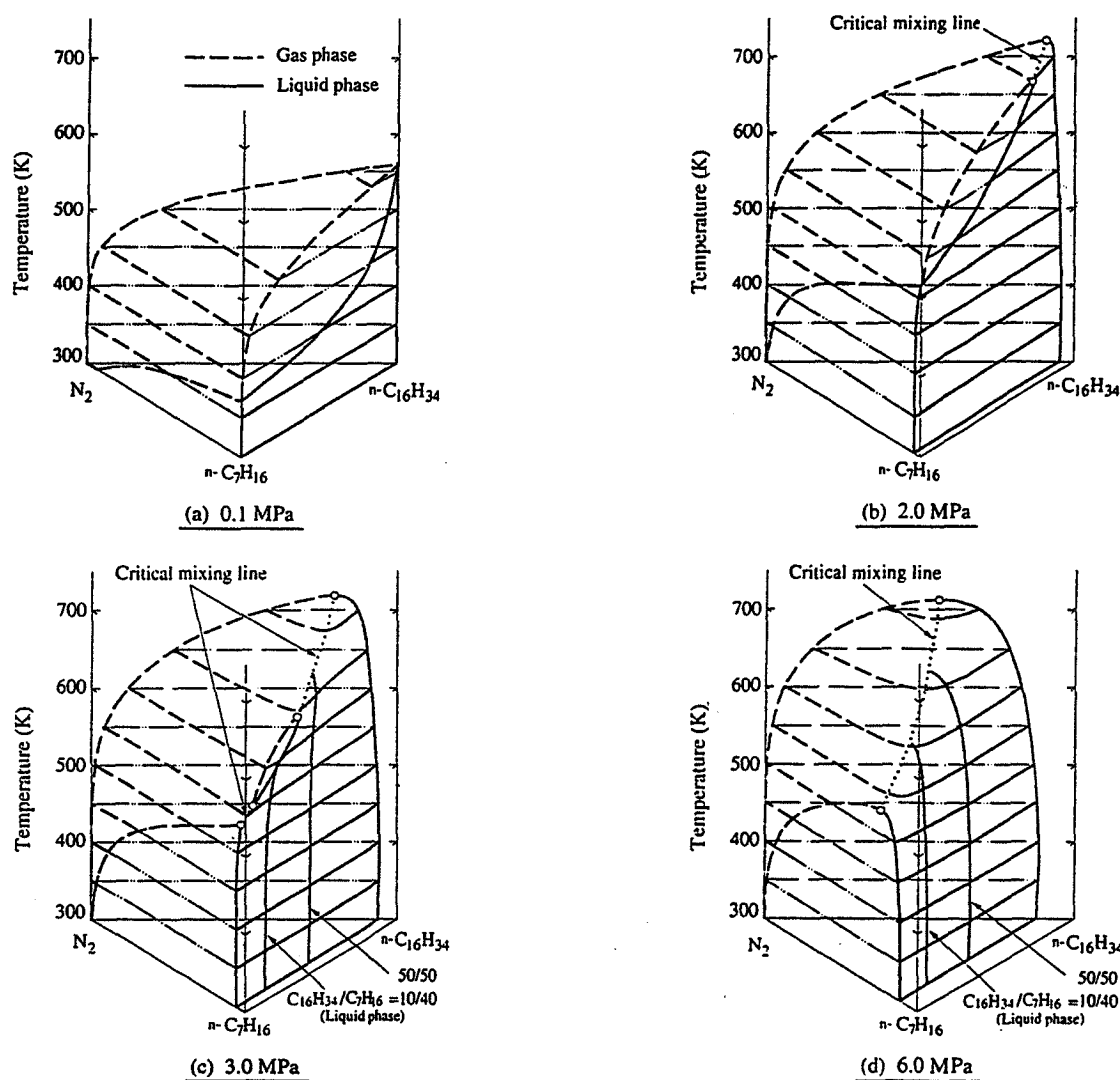 700
600
500
400
300
Temperature (K)
Gas phase
Liquid phase
N2
n-C7H16
n-C16H34
(a) 0.1 MPa
Critical mixing line
700
600
500
400
300
Temperature (K)
N2
n-C7H16
n-C16H34
(b) 2.0 MPa
Critical mixing line
700
600
500
400
300
Temperature (K)
N2
n-C16H34
50/50
C16H34/C7H16 =10/40
(Liquid phase)
n-C7H16
(c) 3.0 MPa
Critical mixing line
700
600
500
400
300
Temperature (K)
N2
n-C16H34
50/50
C16H34/C7H16 =10/40
(Liquid phase)
n-C7H16
(d) 6.0 MPa